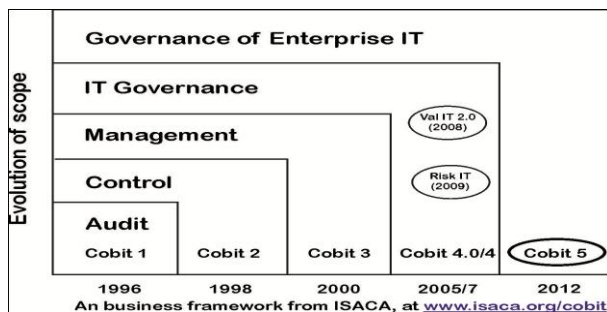 Evolution of scope
Governance of Enterprise IT
IT Governance
Val IT 2.0
(2008)
Management
Control
Risk IT
(2009)
Audit
Cobit 1
Cobit 2
Cobit 3
Cobit 4.0/4
Cobit 5
1996
1998
2000
2005/7
2012
An business framework from ISACA, at www.isaca.org/cobit